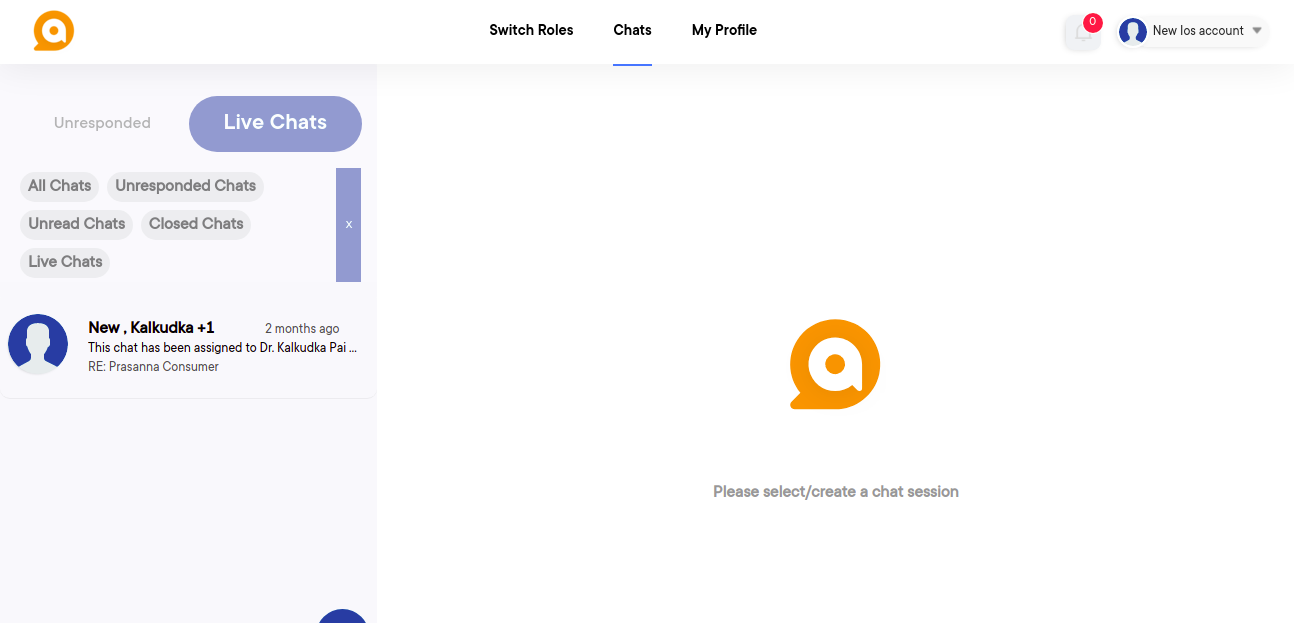 Switch Roles
Chats
My Profile
0
New Ios account
Unresponded
Live Chats
All Chats
Unresponded Chats
Unread Chats
Closed Chats
Live Chats
x
New , Kalkudka +1
2 months ago
This chat has been assigned to Dr. Kalkudka Pai ...
RE: Prasanna Consumer
Please select/create a chat session